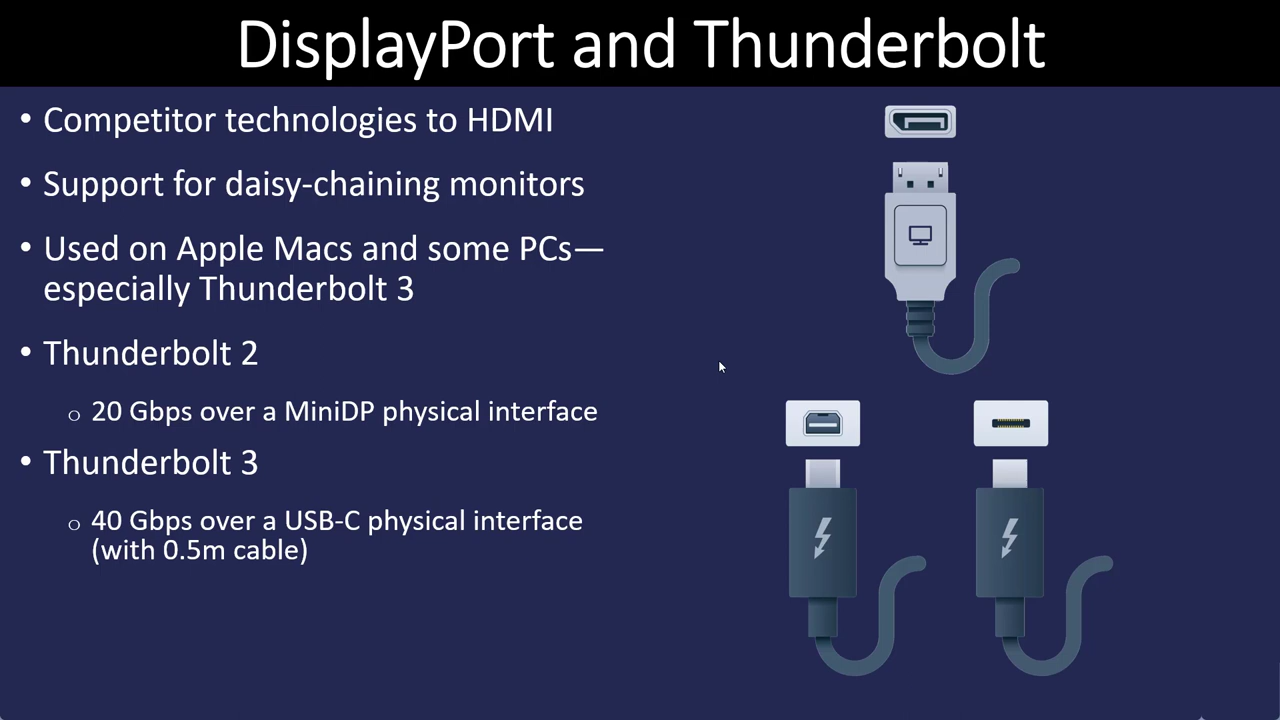 DisplayPort and Thunderbolt
• Competitor technologies to HDMI
• Support for daisy-chaining monitors
• Used on Apple Macs and some PCs—
especially Thunderbolt 3
• Thunderbolt 2
o 20 Gbps over a MiniDP physical interface
• Thunderbolt 3
o 40 Gbps over a USB-C physical interface
(with 0.5m cable)